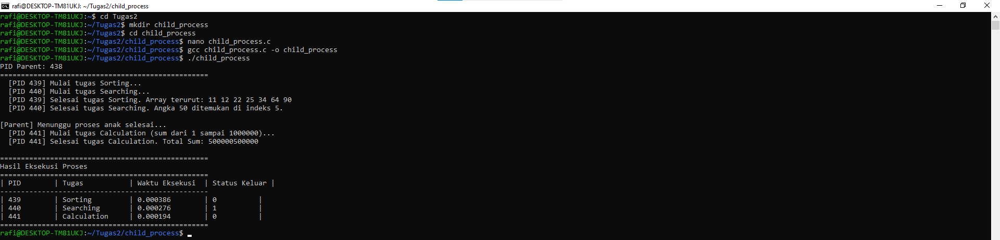 rafi@DESKTOP-TM81UKJ: ~/Tugas2/child_process
rafi@DESKTOP-TM81UKJ:~$ cd Tugas2
rafi@DESKTOP-TM81UKJ:~/Tugas2$ mkdir child_process
rafi@DESKTOP-TM81UKJ:~/Tugas2$ cd child_process
rafi@DESKTOP-TM81UKJ:~/Tugas2/child_process$ nano child_process.c
rafi@DESKTOP-TM81UKJ:~/Tugas2/child_process$ gcc child_process.c -o child_process
rafi@DESKTOP-TM81UKJ:~/Tugas2/child_process$ ./child_process
PID Parent: 438
==================================================
  [PID 439] Mulai tugas Sorting...
  [PID 440] Mulai tugas Searching...
  [PID 439] Selesai tugas Sorting. Array terurut: 11 12 22 25 34 64 90
  [PID 440] Selesai tugas Searching. Angka 50 ditemukan di indeks 5.
[Parent] Menunggu proses anak selesai...
  [PID 441] Mulai tugas Calculation (sum dari 1 sampai 1000000)...
  [PID 441] Selesai tugas Calculation. Total Sum: 500000500000
==================================================
Hasil Eksekusi Proses
==================================================
| PID        | Tugas           | Waktu Eksekusi  | Status Keluar |
--------------------------------------------------
| 439        | Sorting         | 0.000386        | 0          |
| 440        | Searching       | 0.000276        | 1          |
| 441        | Calculation     | 0.000194        | 0          |
==================================================
rafi@DESKTOP-TM81UKJ:~/Tugas2/child_process$